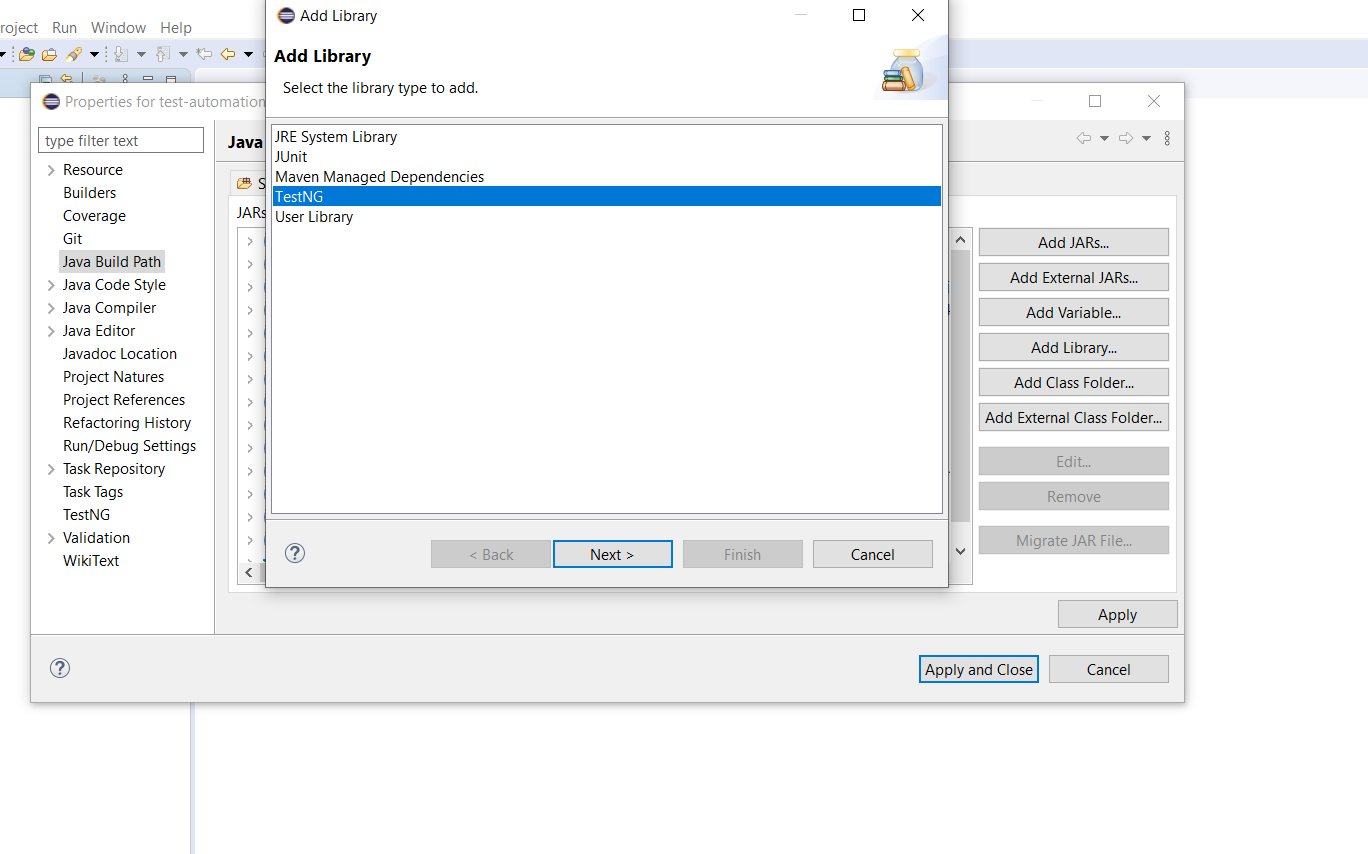 roject Run Window Help
Add Library
Add Library
Select the library type to add.
Properties for test-automation
type filter text
Java
Resource
Builders
Coverage
Git
Java Build Path
Java Code Style
Java Compiler
Java Editor
Javadoc Location
Project Natures
Project References
Refactoring History
Run/Debug Settings
Task Repository
Task Tags
TestNG
Validation
WikiText
S
JARs
JRE System Library
JUnit
Maven Managed Dependencies
TestNG
User Library
< Back
Next >
Finish
Cancel
Add JARs...
Add External JARs...
Add Variable...
Add Library...
Add Class Folder...
Add External Class Folder...
Edit...
Remove
Migrate JAR File...
Apply
Apply and Close
Cancel